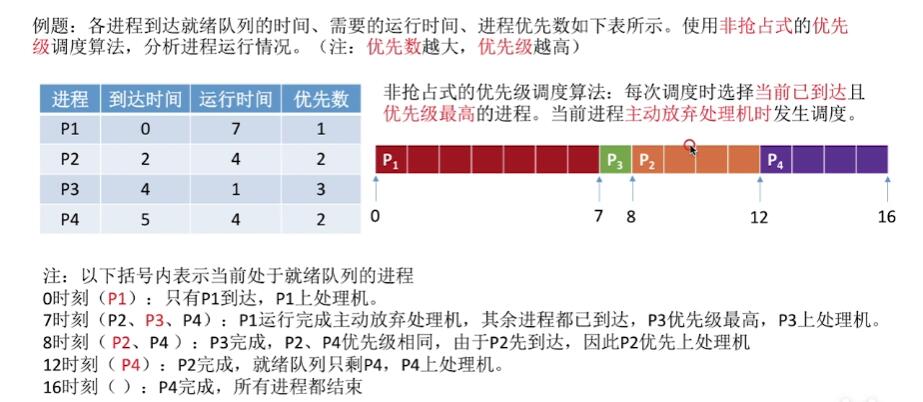 例题：各进程到达就绪队列的时间、需要的运行时间、进程优先数如下表所示。使用非抢占式的优先
级调度算法，分析进程运行情况。（注：优先数越大，优先级越高）
进程 到达时间 运行时间 优先数
P1 0 7 1
P2 2 4 2
P3 4 1 3
P4 5 4 2
非抢占式的优先级调度算法：每次调度时选择当前已到达且
优先级最高的进程。当前进程主动放弃处理机时发生调度。
P1 P3 P2 P4
0 7 8 12 16
注：以下括号内表示当前处于就绪队列的进程
0时刻（P1）：只有P1到达，P1上处理机。
7时刻（P2、P3、P4）：P1运行完成主动放弃处理机，其余进程都已到达，P3优先级最高，P3上处理机。
8时刻（P2、P4）：P3完成，P2、P4优先级相同，由于P2先到达，因此P2优先上处理机
12时刻（P4）：P2完成，就绪队列只剩P4，P4上处理机。
16时刻（ ）：P4完成，所有进程都结束